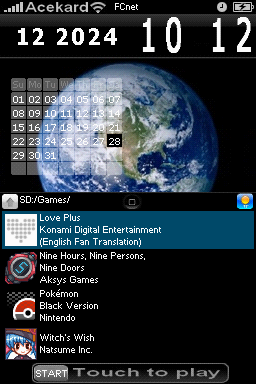 Acekard FCnet
12 2024 10 12
Su Mo Tu We Th Fr Sa
01 02 03 04 05 06 07
08 09 10 11 12 13 14
15 16 17 18 19 20 21
22 23 24 25 26 27 28
29 30 31
SD:/Games/
Love Plus
Konami Digital Entertainment
(English Fan Translation)
Nine Hours, Nine Persons,
Nine Doors
Aksys Games
Pokémon
Black Version
Nintendo
Witch's Wish
Natsume Inc.
START Touch to play